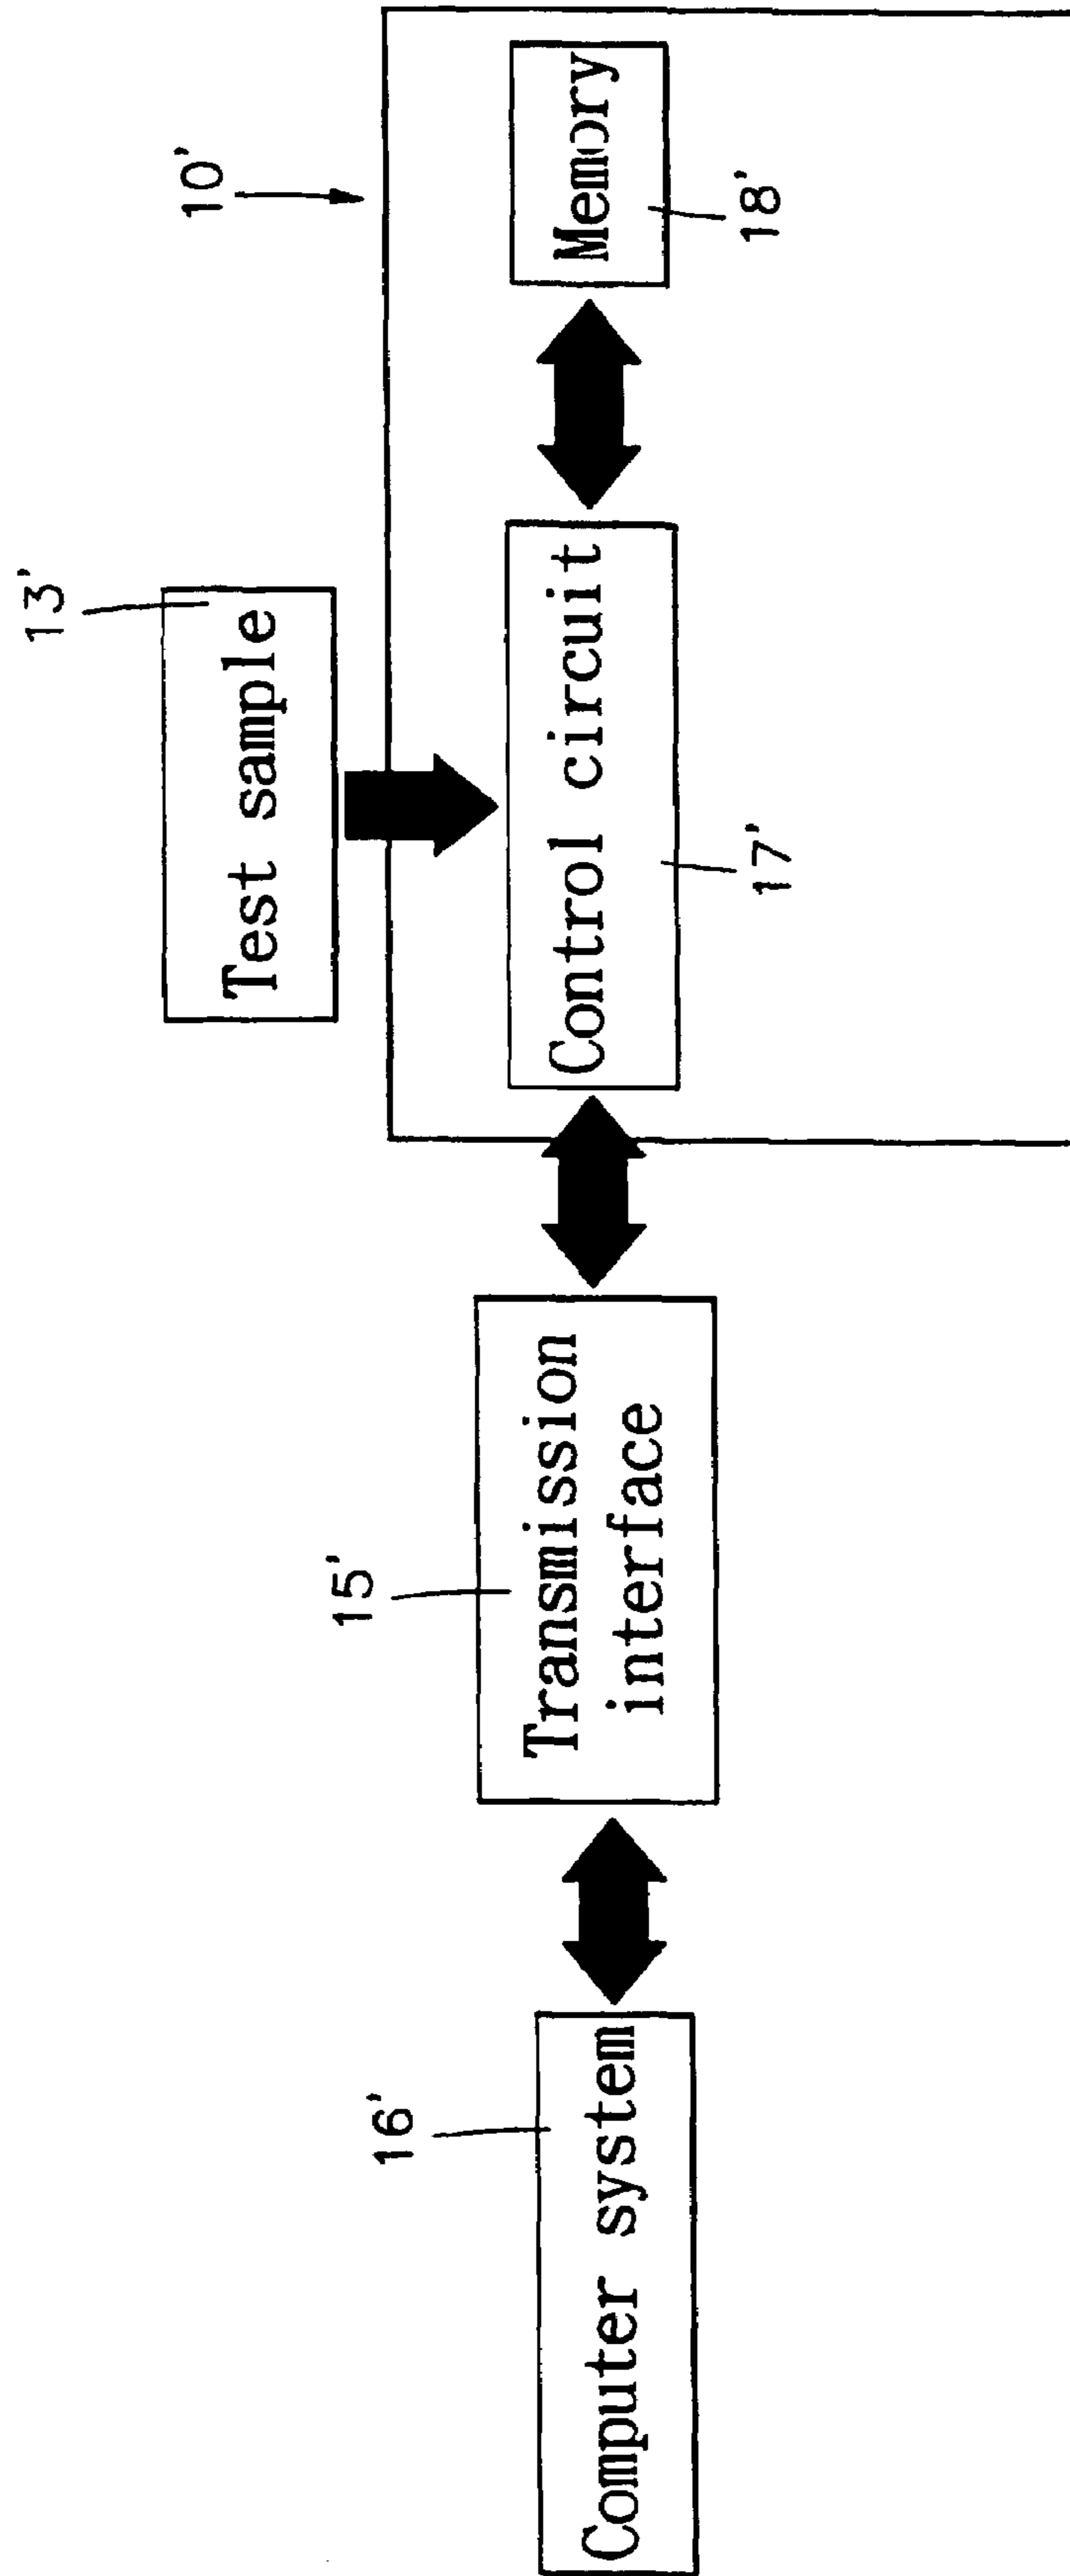 10'
13'
Test sample
Memory
18'
Control circuit
17'
15'
Transmission
interface
16'
Computer system